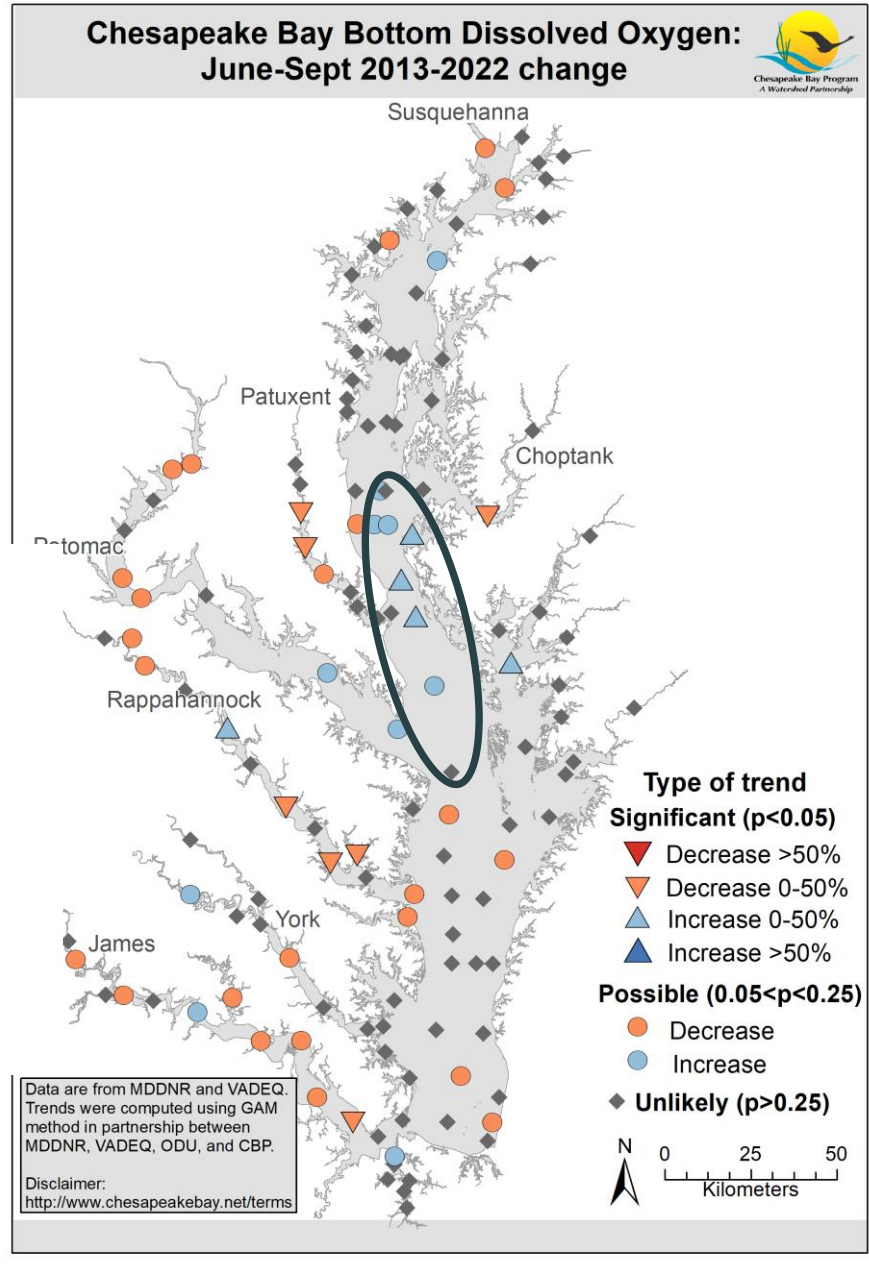 Chesapeake Bay Bottom Dissolved Oxygen:
June-Sept 2013-2022 change
Chesapeake Bay Program
A Watershed Partnership
Susquehanna
Patuxent
Choptank
Potomac
Rappahannock
York
James
Type of trend
Significant (p<0.05)
Decrease >50%
Decrease 0-50%
Increase 0-50%
Increase >50%
Possible (0.05<p<0.25)
Decrease
Increase
Unlikely (p>0.25)
Data are from MDDNR and VADEQ.
Trends were computed using GAM
method in partnership between
MDDNR, VADEQ, ODU, and CBP.
Disclaimer:
http://www.chesapeakebay.net/terms
N
0 25 50
Kilometers